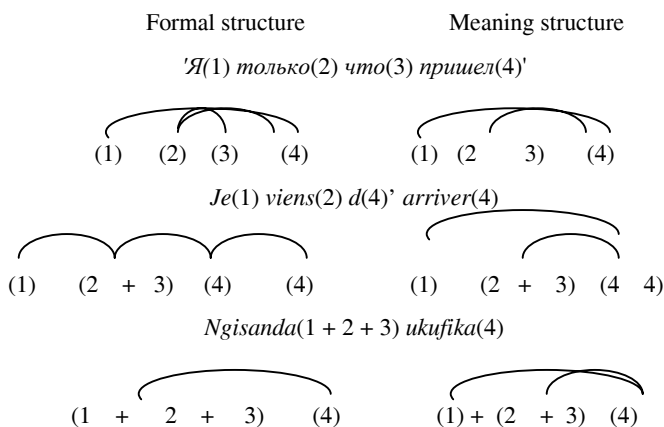 Formal structure Meaning structure
'Я(1) только(2) что(3) пришел(4)'
(1) (2) (3) (4) (1) (2 3) (4)
Je(1) viens(2) d(4)’ arriver(4)
(1) (2 + 3) (4) (4) (1) (2 + 3) (4 4)
Ngisanda(1 + 2 + 3) ukufika(4)
(1 + 2 + 3) (4) (1) + (2 + 3) (4)